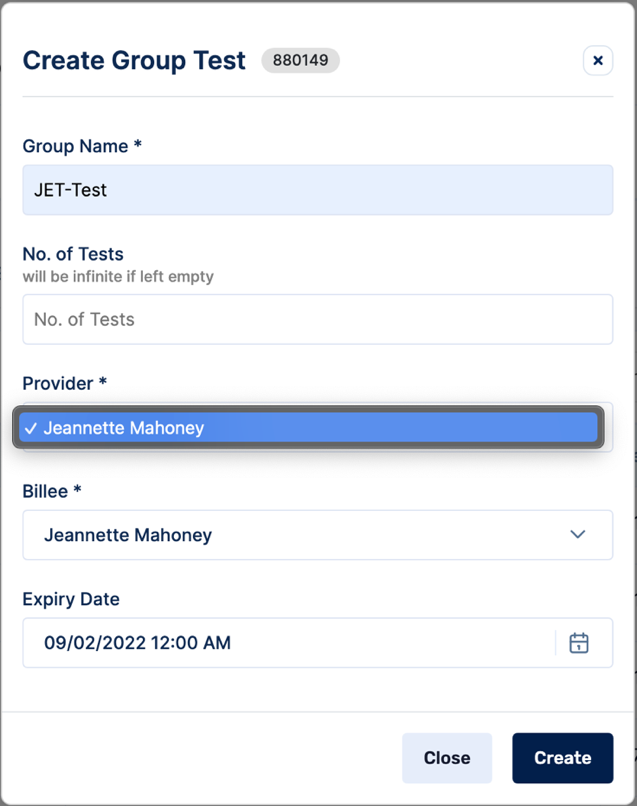 Create Group Test 880149
Group Name *
JET-Test
No. of Tests
will be infinite if left empty
No. of Tests
Provider *
✓ Jeannette Mahoney
Billee *
Jeannette Mahoney
Expiry Date
09/02/2022 12:00 AM
Close Create